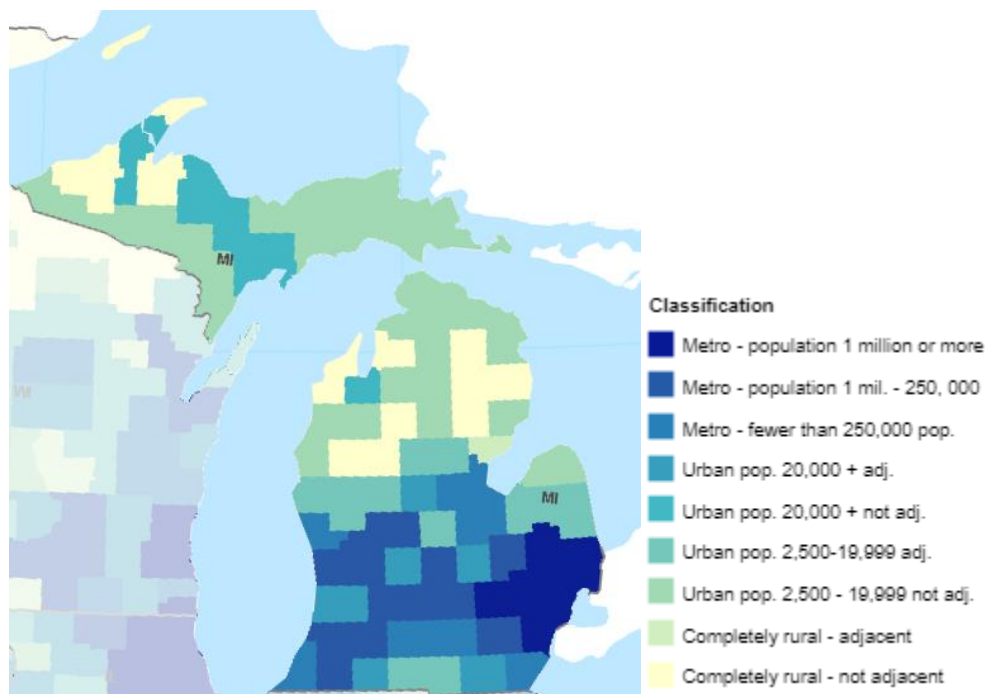 MI
MI
Classification
Metro - population 1 million or more
Metro - population 1 mil. - 250, 000
Metro - fewer than 250,000 pop.
Urban pop. 20,000 + adj.
Urban pop. 20,000 + not adj.
Urban pop. 2,500-19,999 adj.
Urban pop. 2,500 - 19,999 not adj.
Completely rural - adjacent
Completely rural - not adjacent